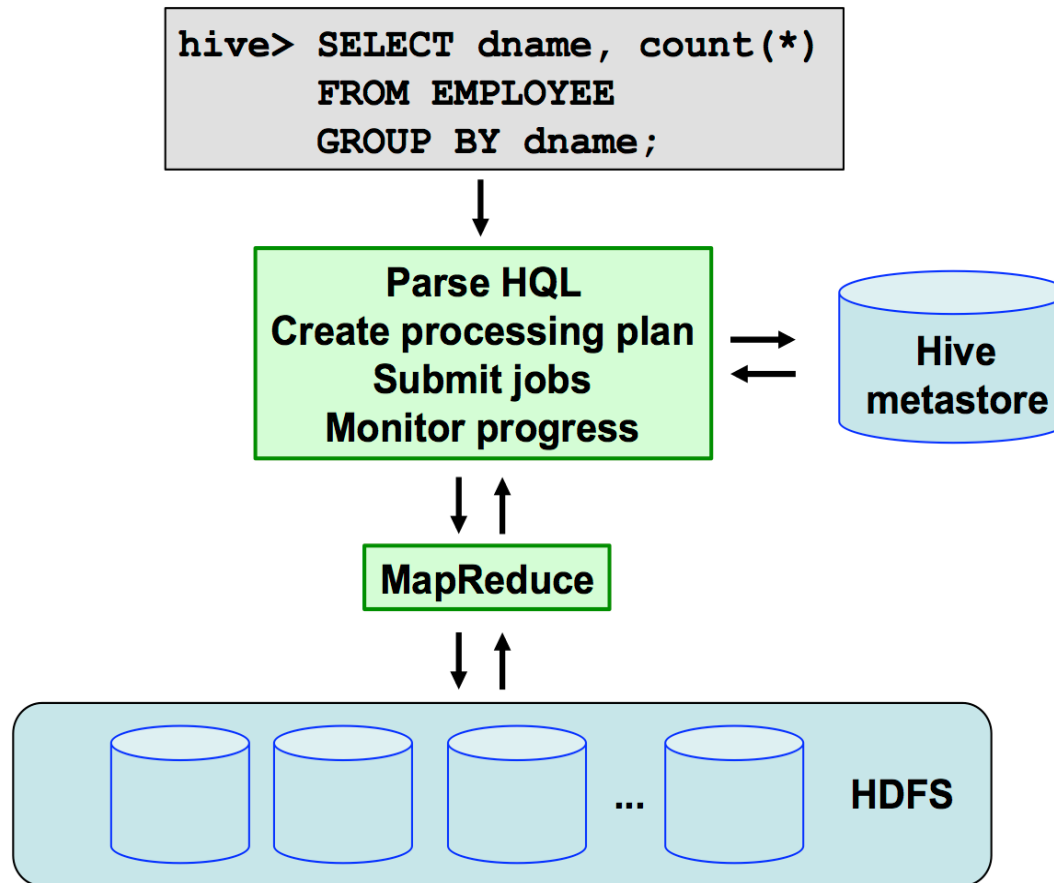 hive> SELECT dname, count(*)
FROM EMPLOYEE
GROUP BY dname;
Parse HQL
Create processing plan
Submit jobs
Monitor progress
Hive
metastore
MapReduce
...
HDFS